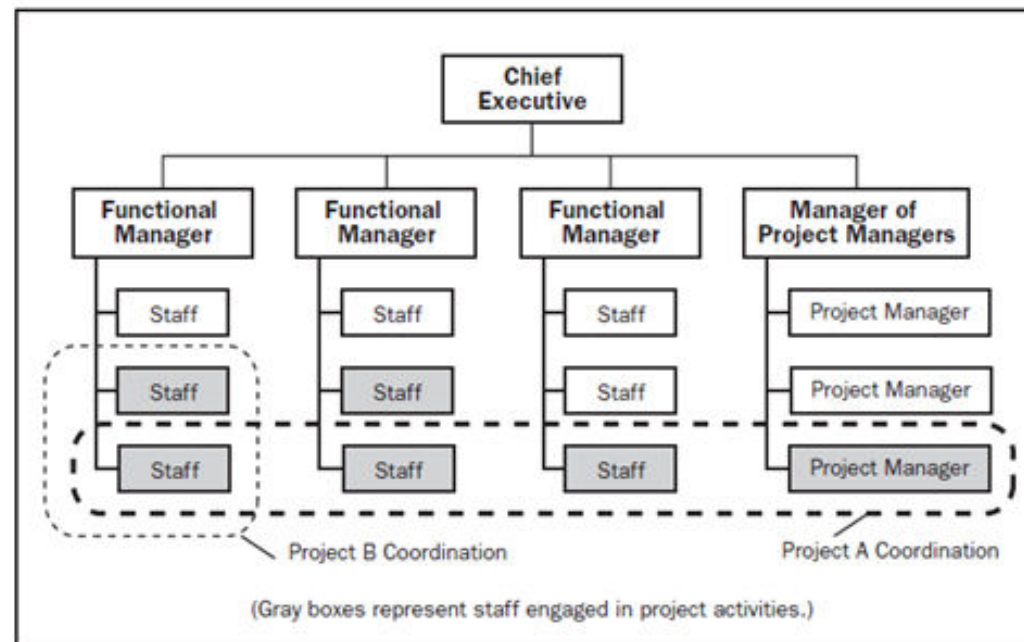 Chief
Executive
Functional
Manager
Functional
Manager
Functional
Manager
Manager of
Project Managers
Staff
Staff
Staff
Project Manager
Staff
Staff
Staff
Project Manager
Staff
Staff
Staff
Project Manager
Project B Coordination
Project A Coordination
(Gray boxes represent staff engaged in project activities.)